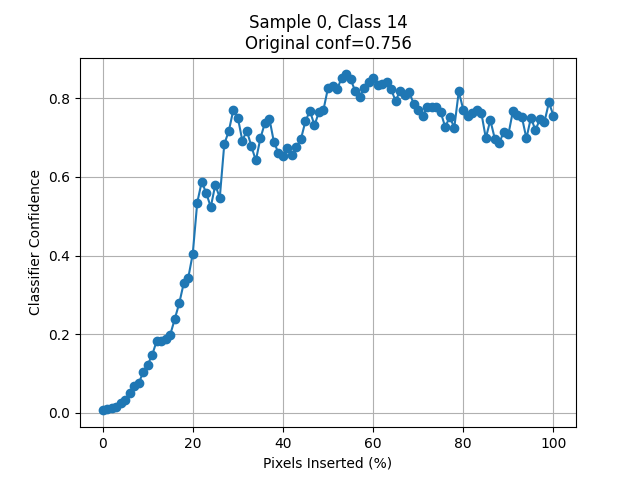 Sample 0, Class 14
Original conf=0.756
Classifier Confidence
0.8
0.6
0.4
0.2
0.0
0 20 40 60 80 100
Pixels Inserted (%)